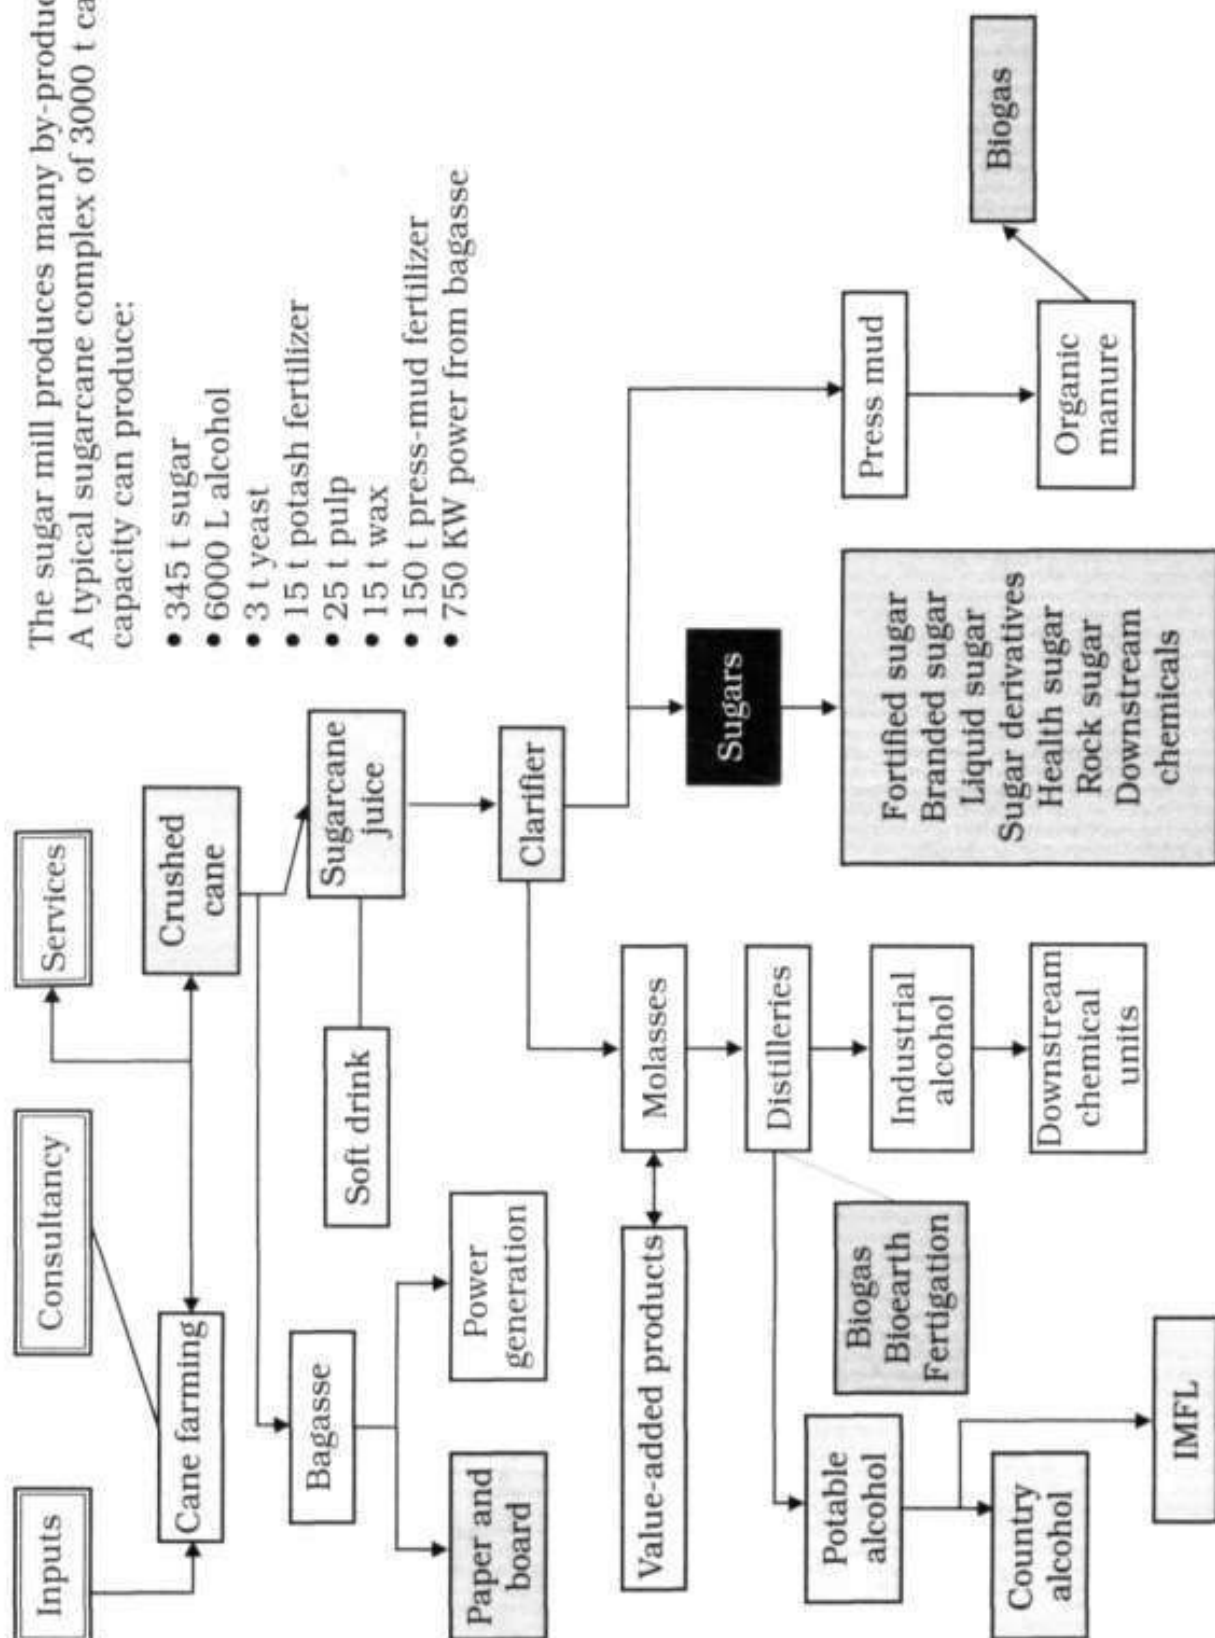 The sugar mill produces many
A typical sugarcane complex of 3000 t
capacity can produce:
• 345 t sugar
• 6000 L alcohol
• 3 t yeast
• 15 t potash fertilizer
• 25 t pulp
• 15 t wax
• 150 t press-mud fertilizer
• 750 KW power from bagasse
Inputs
Consultancy
Services
Cane farming
Crushed
cane
Bagasse
Sugarcane
juice
Soft drink
Paper and
board
Power
generation
Clarifier
Value-added products
Molasses
Sugars
Distilleries
Press mud
Potable
alcohol
Biogas
Bioearth
Fertigation
Industrial
alcohol
Fortified sugar
Branded sugar
Liquid sugar
Sugar derivatives
Health sugar
Rock sugar
Downstream
chemicals
Organic
manure
Biogas
Country
alcohol
IMFL
Downstream
chemical
units